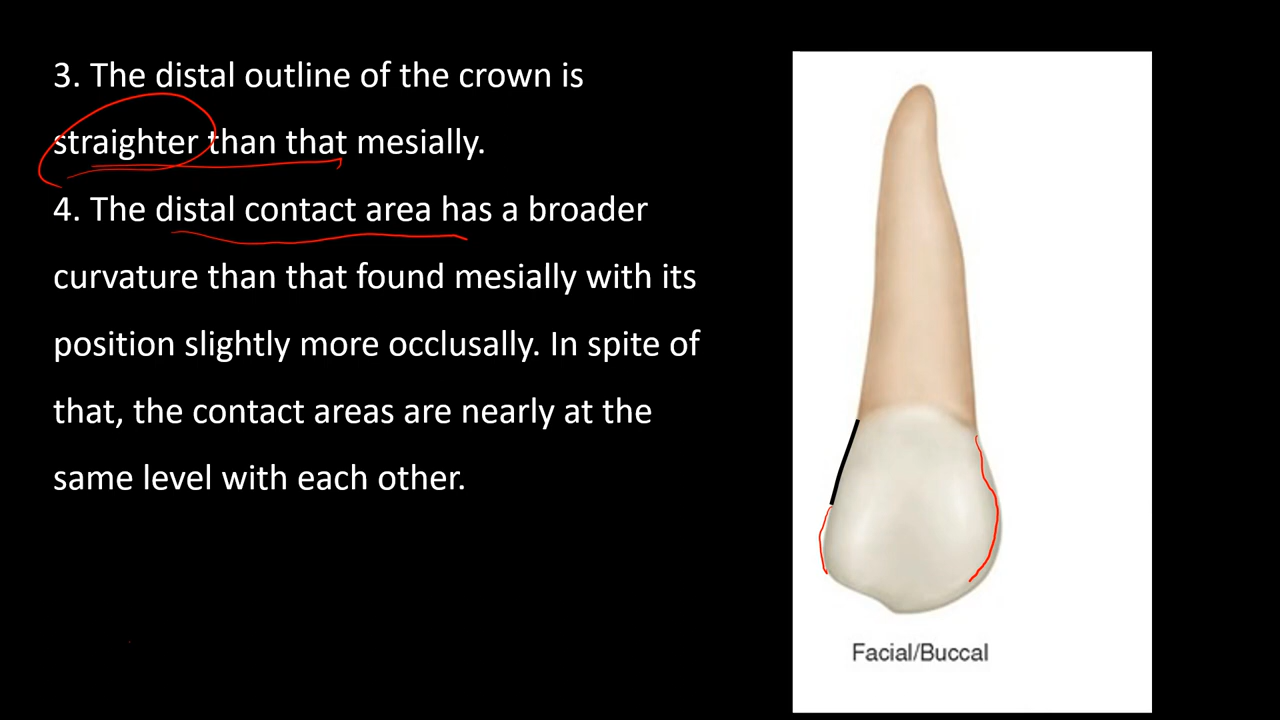 3. The distal outline of the crown is
straighter than that mesially.
4. The distal contact area has a broader
curvature than that found mesially with its
position slightly more occlusally. In spite of
that, the contact areas are nearly at the
same level with each other.
Facial/Buccal